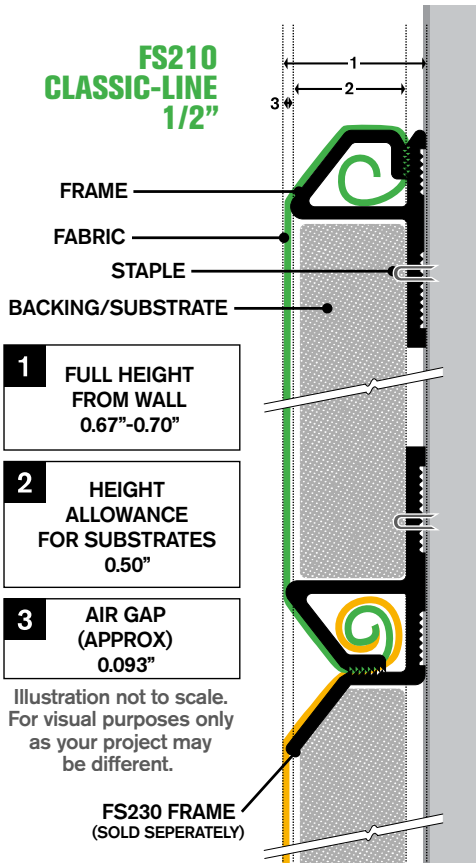 FS210
CLASSIC-LINE
1/2”
1
2
3
FRAME
FABRIC
STAPLE
BACKING/SUBSTRATE
1
FULL HEIGHT
FROM WALL
0.67”-0.70”
2
HEIGHT
ALLOWANCE
FOR SUBSTRATES
0.50”
3
AIR GAP
(APPROX)
0.093”
Illustration not to scale.
For visual purposes only
as your project may
be different.
FS230 FRAME
(SOLD SEPERATELY)